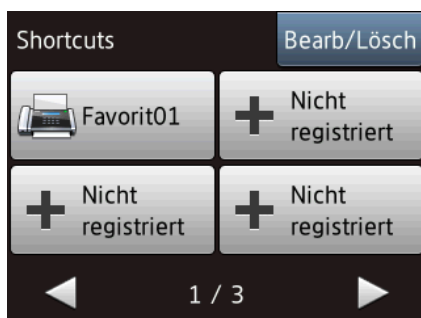 Shortcuts
Bearb/Lösch
Favorit01
Nicht
registriert
Nicht
registriert
Nicht
registriert
1 / 3